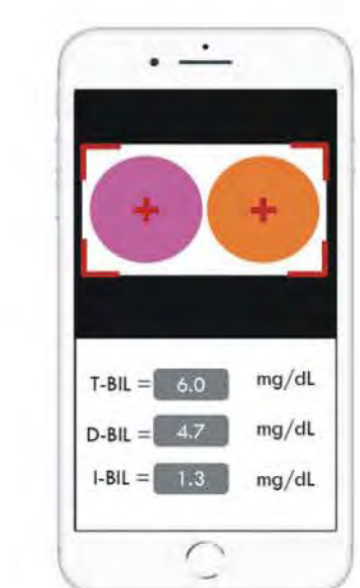 T-BIL = 6.0 mg/dL
D-BIL = 4.7 mg/dL
I-BIL = 1.3 mg/dL